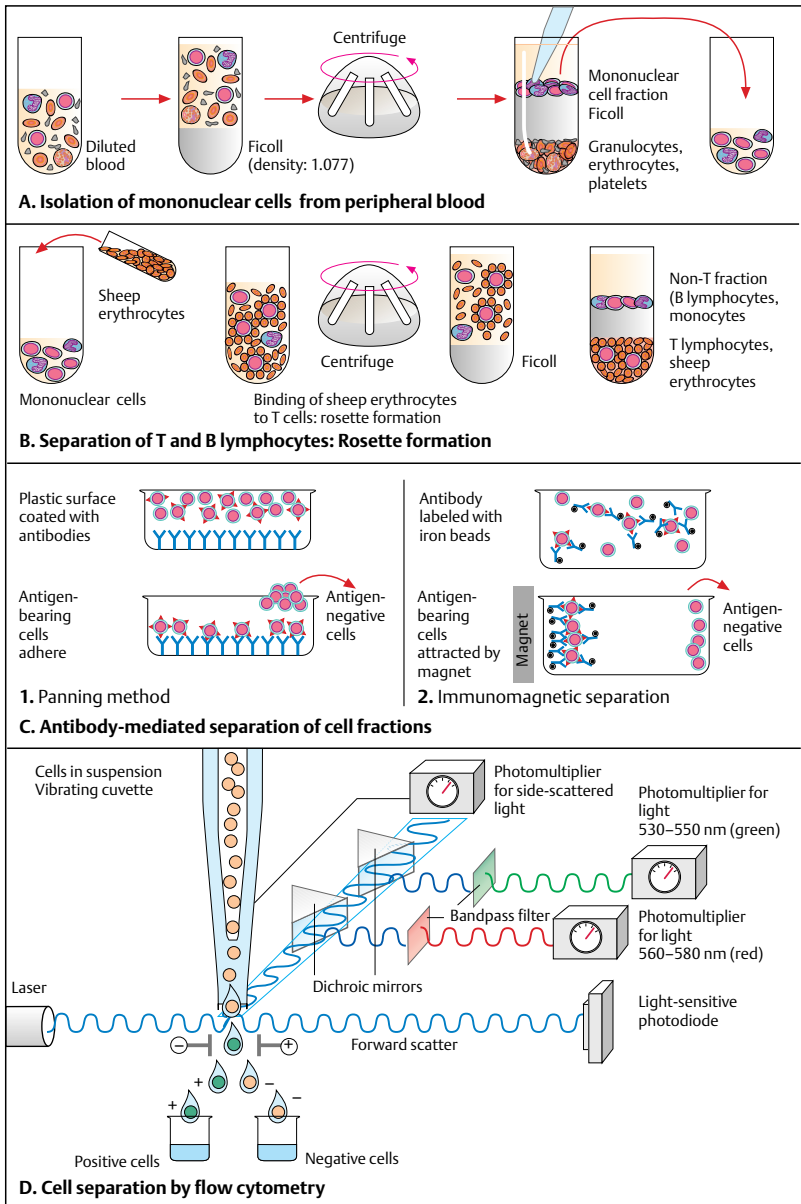 Centrifuge
Diluted
blood
Ficoll
(density: 1.077)
Mononuclear
cell fraction
Ficoll
Granulocytes,
erythrocytes,
platelets
A. Isolation of mononuclear cells from peripheral blood
Sheep
erythrocytes
Mononuclear cells
Binding of sheep erythrocytes
to T cells: rosette formation
Centrifuge
Ficoll
Non-T fraction
(B lymphocytes,
monocytes
T lymphocytes,
sheep
erythrocytes
B. Separation of T and B lymphocytes: Rosette formation
Plastic surface
coated with
antibodies
Antigen-
bearing
cells
adhere
Antigen-
negative
cells
1. Panning method
Antibody
labeled with
iron beads
Antigen-
bearing
cells
attracted by
magnet
Magnet
Antigen-
negative
cells
2. Immunomagnetic separation
C. Antibody-mediated separation of cell fractions
Cells in suspension
Vibrating cuvette
Photomultiplier
for side-scattered
light
Photomultiplier for
light
530–550 nm (green)
Bandpass filter
Photomultiplier
for light
560–580 nm (red)
Dichroic mirrors
Laser
Light-sensitive
photodiode
Forward scatter
− +
+ −
+ −
Positive cells
Negative cells
D. Cell separation by flow cytometry